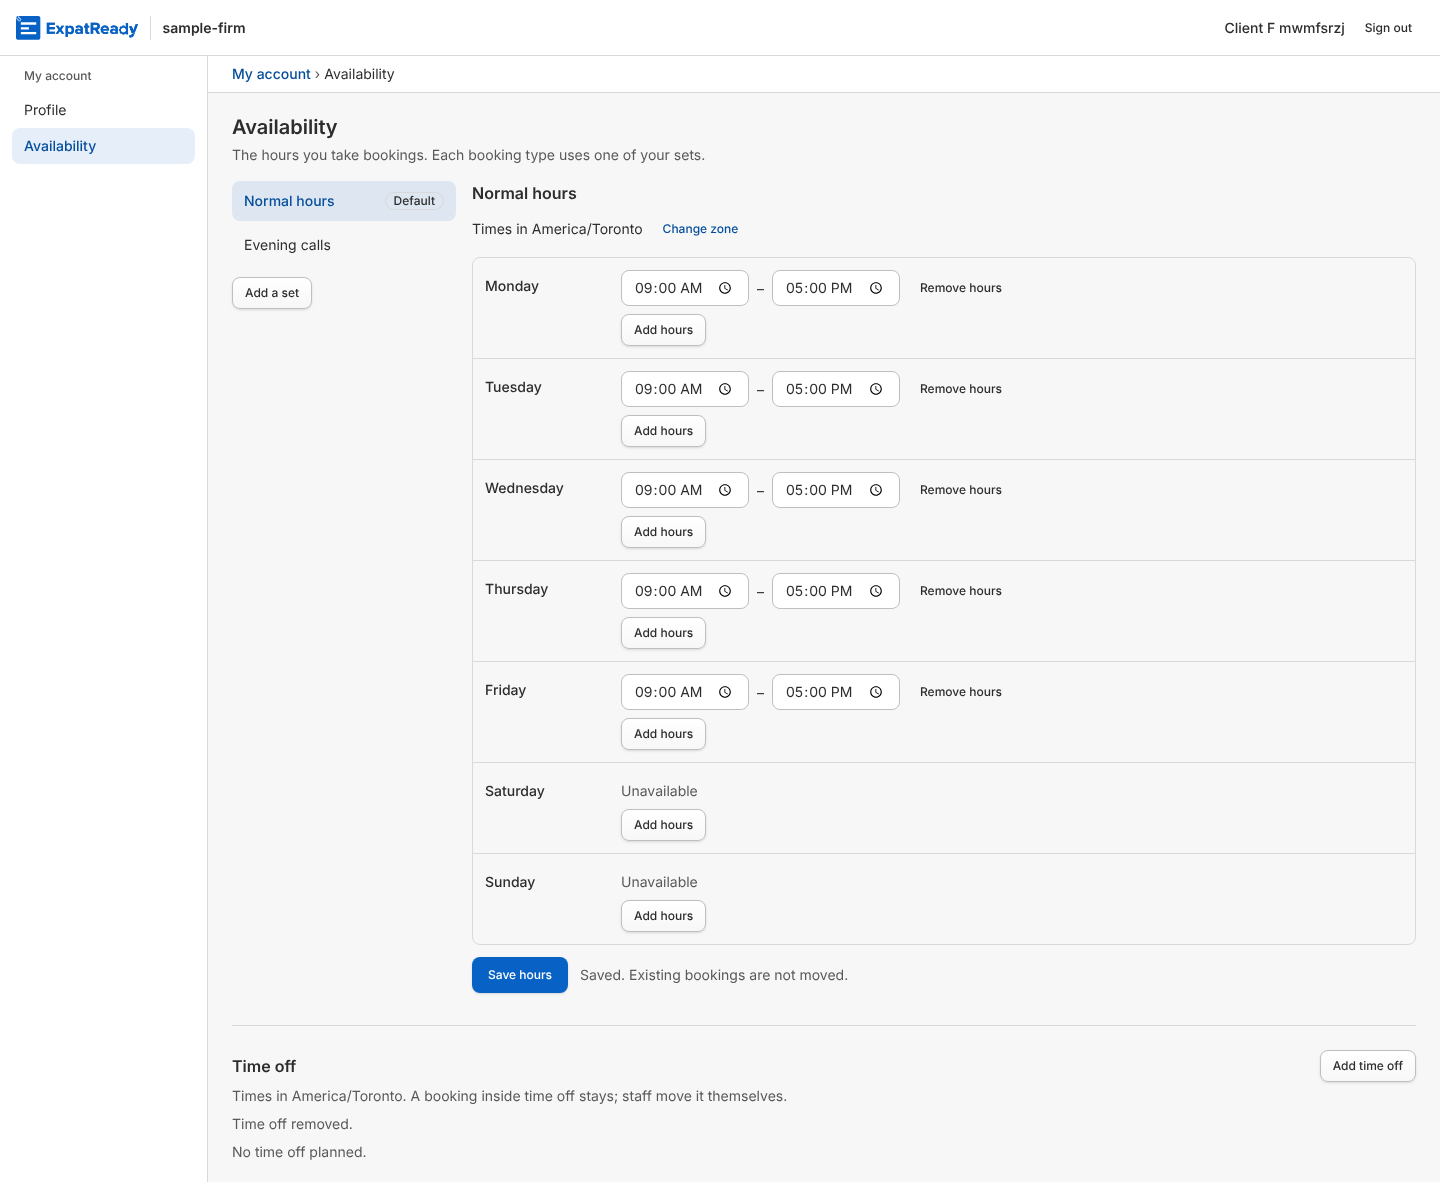 ExpatReady
sample-firm
Client F mwmfsrzj
Sign out
My account
Profile
Availability
My account › Availability
Availability
The hours you take bookings. Each booking type uses one of your sets.
Normal hours
Default
Evening calls
Add a set
Normal hours
Times in America/Toronto
Change zone
Monday
09:00 AM – 05:00 PM
Remove hours
Add hours
Tuesday
09:00 AM – 05:00 PM
Remove hours
Add hours
Wednesday
09:00 AM – 05:00 PM
Remove hours
Add hours
Thursday
09:00 AM – 05:00 PM
Remove hours
Add hours
Friday
09:00 AM – 05:00 PM
Remove hours
Add hours
Saturday
Unavailable
Add hours
Sunday
Unavailable
Add hours
Save hours
Saved. Existing bookings are not moved.
Time off
Add time off
Times in America/Toronto. A booking inside time off stays; staff move it themselves.
Time off removed.
No time off planned.